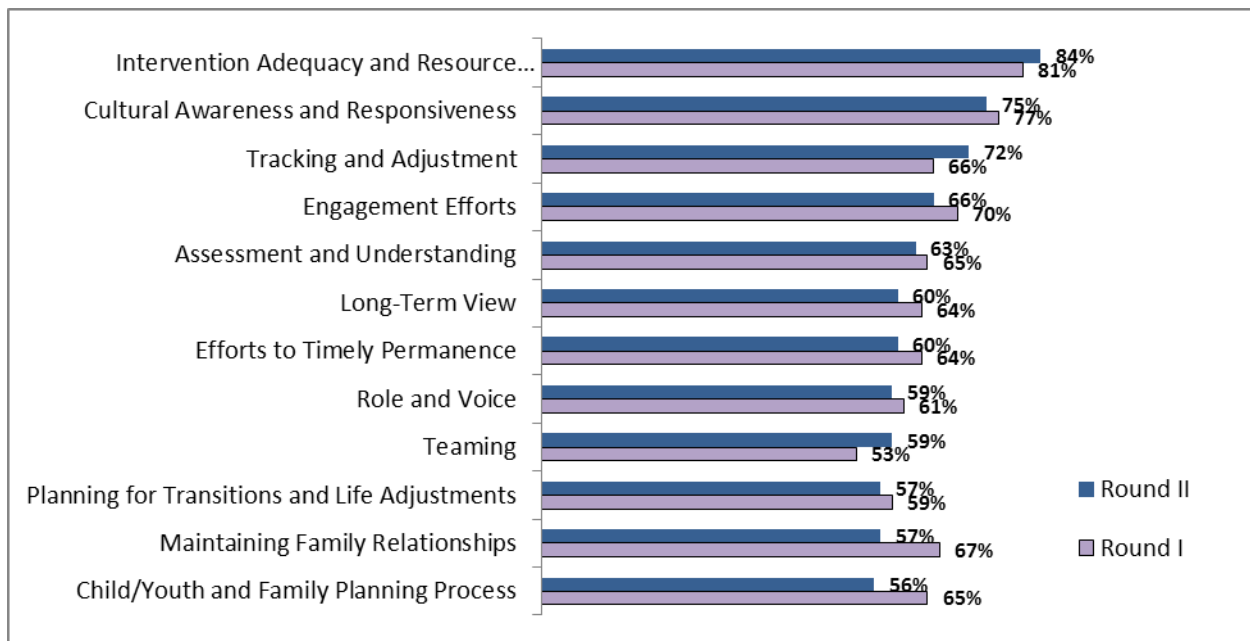 Intervention Adequacy and Resource...
84%
81%
Cultural Awareness and Responsiveness
75%
77%
Tracking and Adjustment
72%
66%
Engagement Efforts
66%
70%
Assessment and Understanding
63%
65%
Long-Term View
60%
64%
Efforts to Timely Permanence
60%
64%
Role and Voice
59%
61%
Teaming
59%
53%
Planning for Transitions and Life Adjustments
57%
59%
Maintaining Family Relationships
57%
67%
Child/Youth and Family Planning Process
56%
65%
Round II
Round I